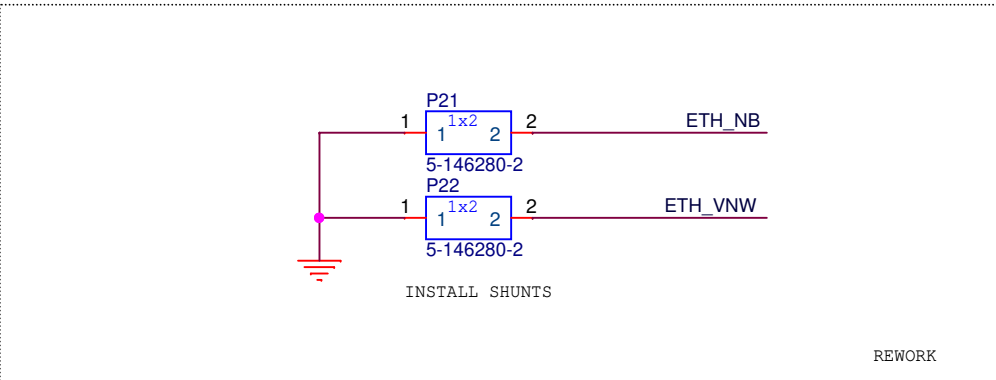 P21
1 1x2 2 ETH_NB
1 2
5-146280-2
P22
1 1x2 2 ETH_VNW
1 2
5-146280-2
INSTALL SHUNTS
REWORK